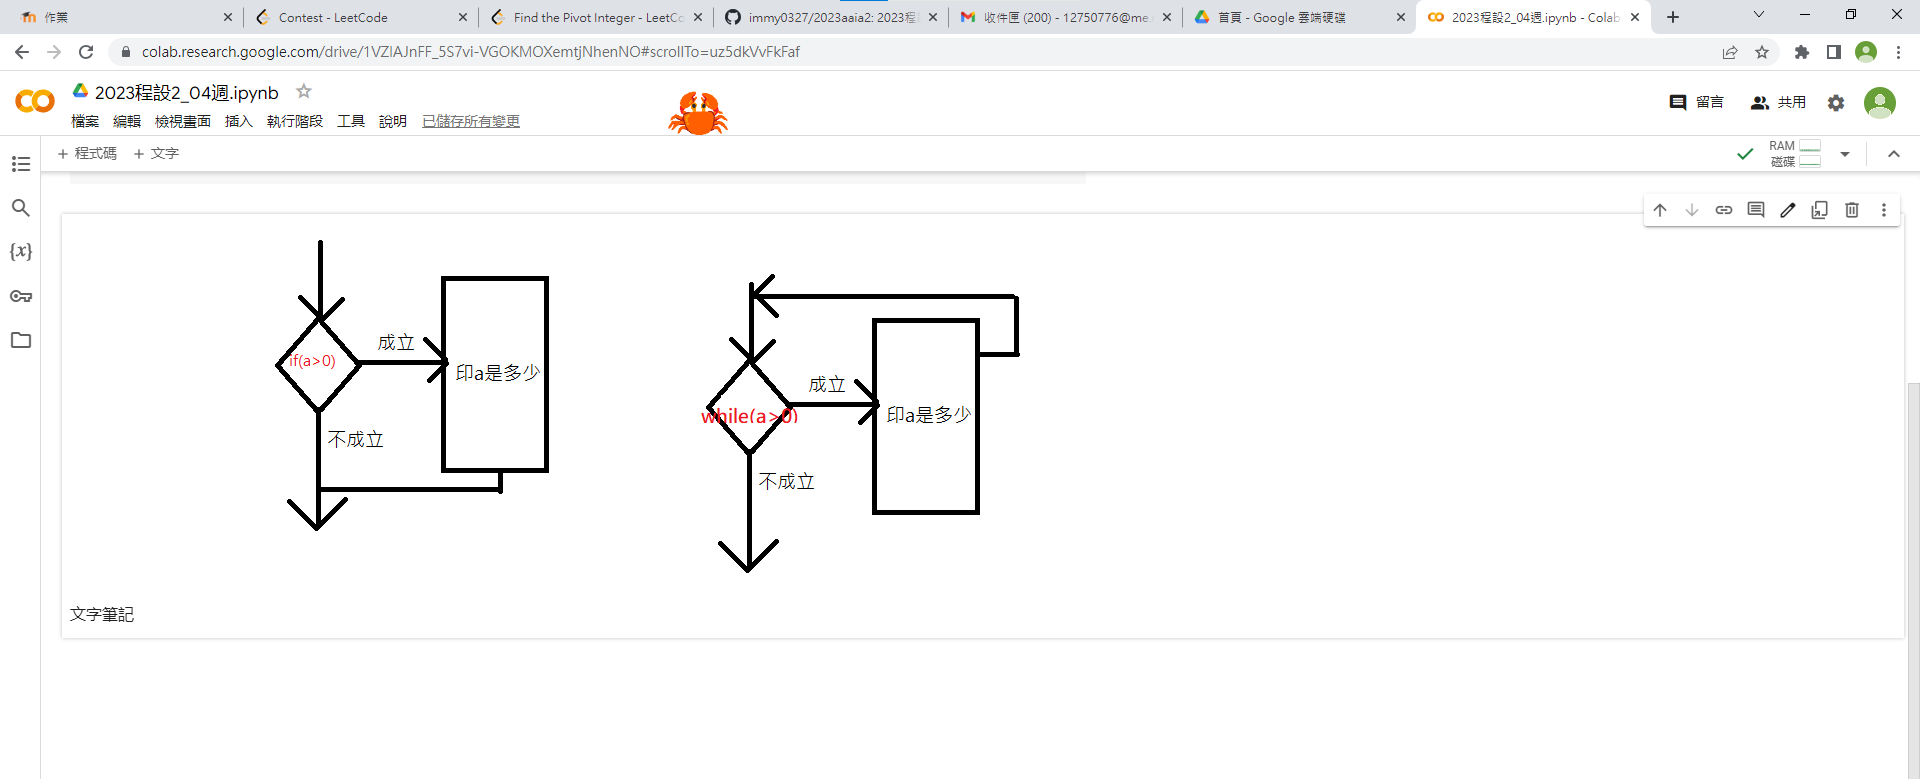 作業
Contest - LeetCode
Find the Pivot Integer - LeetC
immy0327/2023aaia2: 2023程
收件匣 (200) - 12750776@me.
首頁 - Google 雲端硬碟
2023程設2_04週.ipynb - Colab
colab.research.google.com/drive/1VZIAJnFF_5S7vi-VGOKMOXemtjNhenNO#scrollTo=uz5dkVvFkFaf
2023程設2_04週.ipynb
留言
共用
檔案 編輯 檢視畫面 插入 執行階段 工具 說明 已儲存所有變更
+ 程式碼 + 文字
RAM
磁碟
{x}
成立
if(a>0)
印a是多少
不成立
成立
while(a>0)
印a是多少
不成立
文字筆記